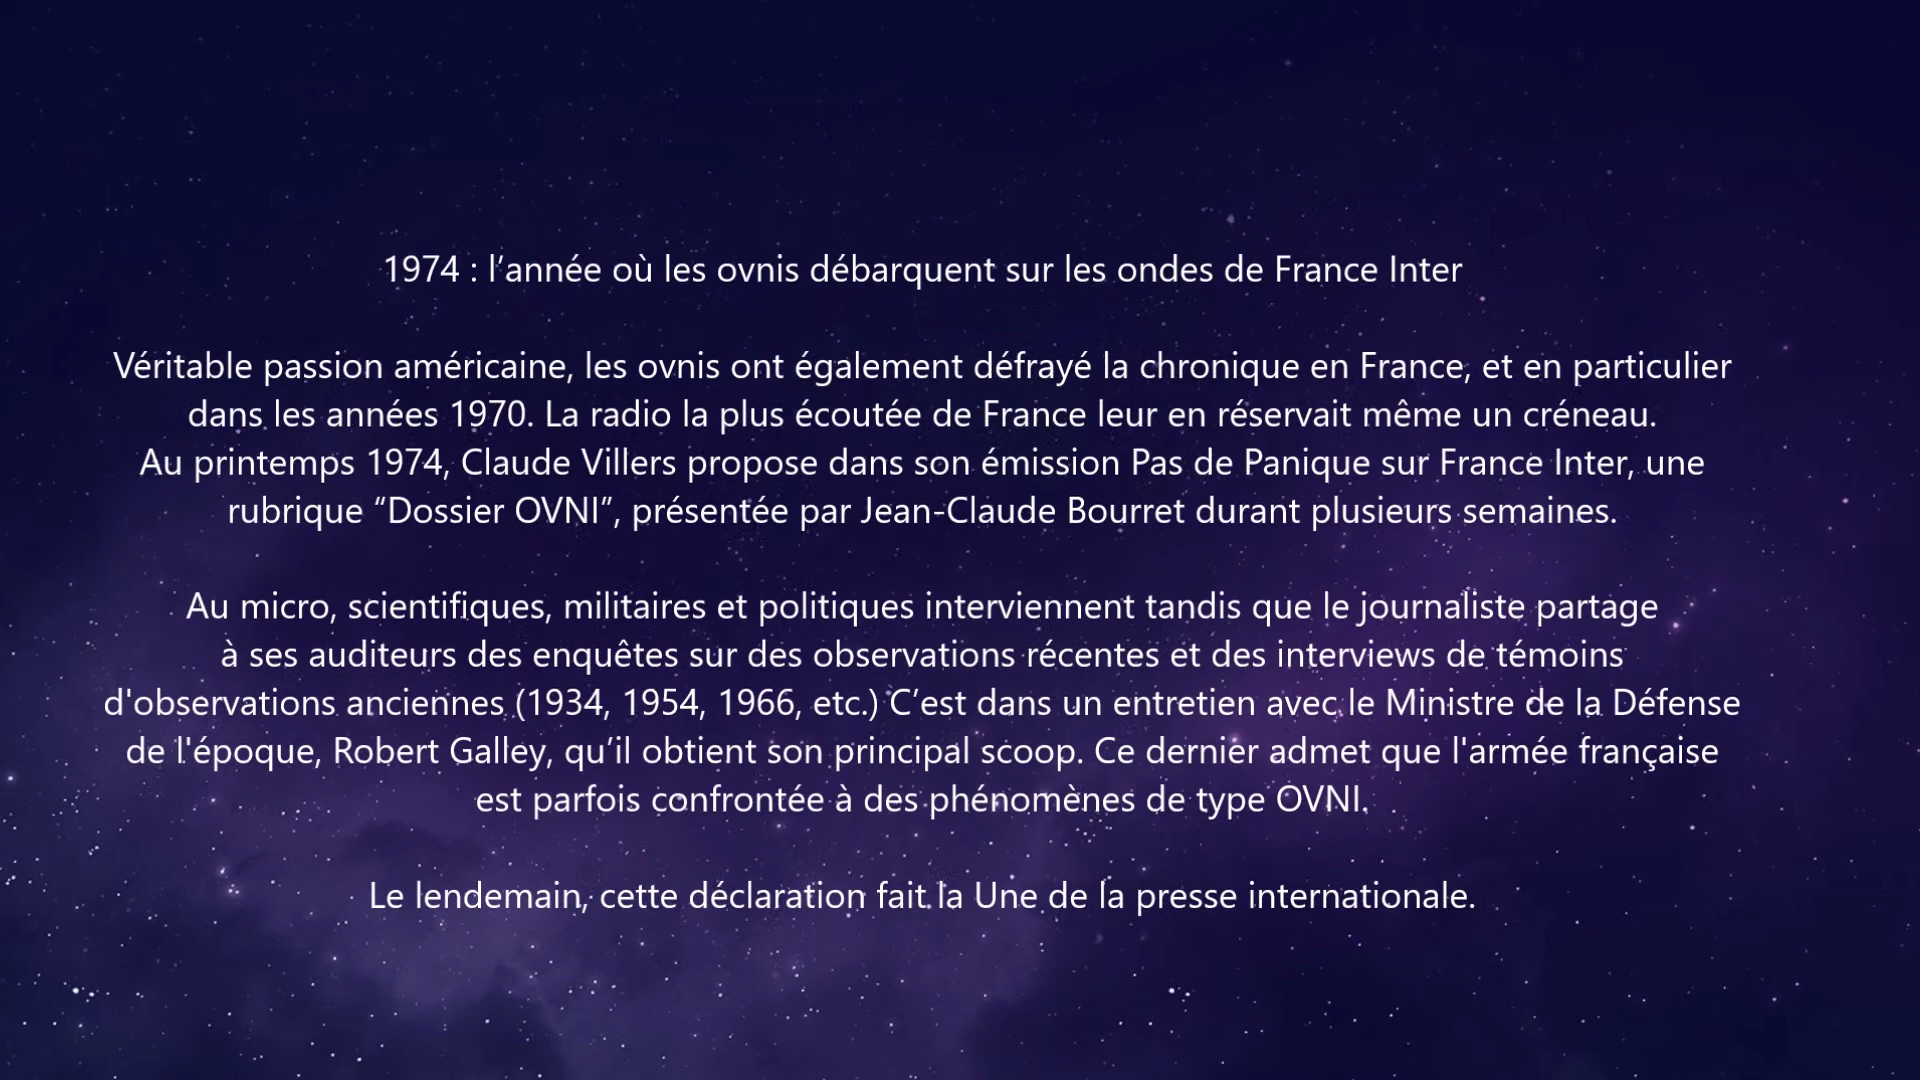 1974 : l’année où les ovnis débarquent sur les ondes de France Inter
Véritable passion américaine, les ovnis ont également défrayé la chronique en France, et en particulier
dans les années 1970. La radio la plus écoutée de France leur en réservait même un créneau.
Au printemps 1974, Claude Villers propose dans son émission Pas de Panique sur France Inter, une
rubrique “Dossier OVNI”, présentée par Jean-Claude Bourret durant plusieurs semaines.
Au micro, scientifiques, militaires et politiques interviennent tandis que le journaliste partage
à ses auditeurs des enquêtes sur des observations récentes et des interviews de témoins
d'observations anciennes (1934, 1954, 1966, etc.) C’est dans un entretien avec le Ministre de la Défense
de l'époque, Robert Galley, qu’il obtient son principal scoop. Ce dernier admet que l'armée française
est parfois confrontée à des phénomènes de type OVNI.
Le lendemain, cette déclaration fait la Une de la presse internationale.